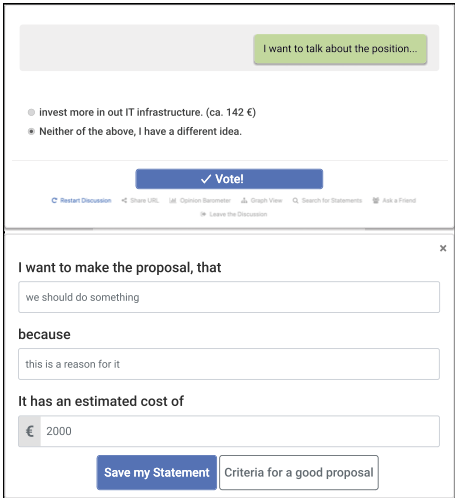 I want to talk about the position...
invest more in out IT infrastructure. (ca. 142 €)
Neither of the above, I have a different idea.
✓ Vote!
Restart Discussion Share URL Opinion Barometer Graph View Search for Statements Ask a Friend
Leave the Discussion
×
I want to make the proposal, that
we should do something
because
this is a reason for it
It has an estimated cost of
€ 2000
Save my Statement Criteria for a good proposal